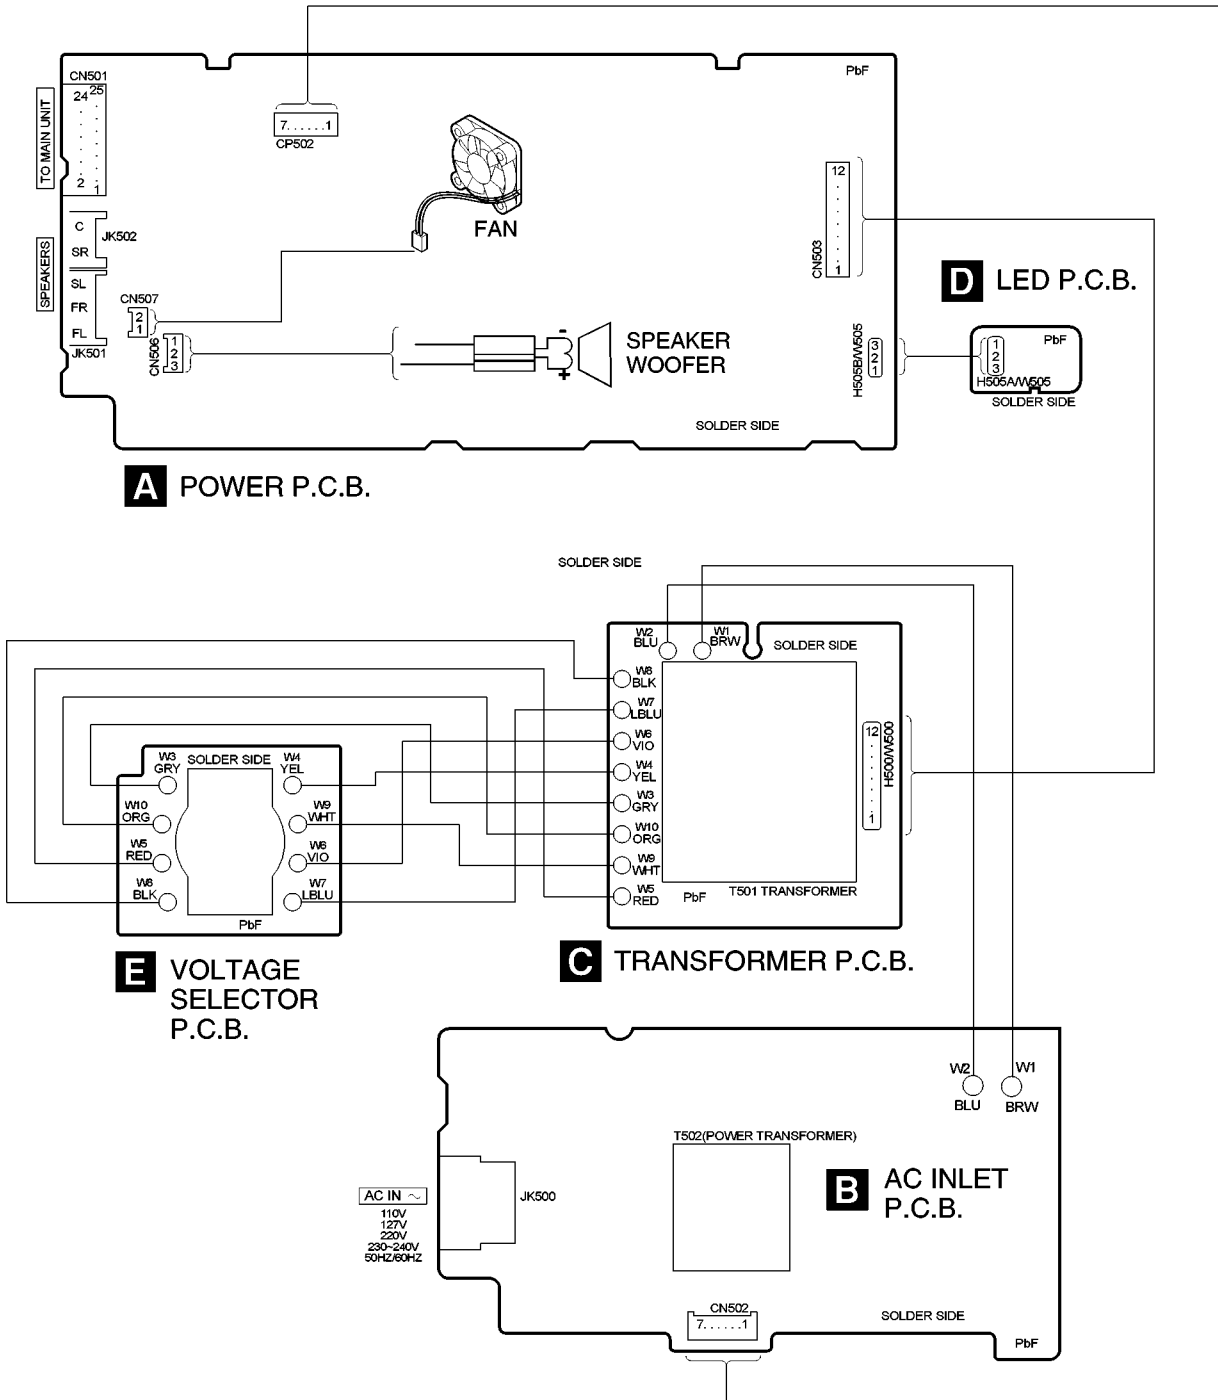 CN501
PbF
24 25
TO MAIN UNIT
7......1
CP502
2 1
12
1
CN503
FAN
C
JK502
SR
SPEAKERS
SL
FR
FL
JK501
CN507
2
1
CN506
1
2
3
-
+
SPEAKER
WOOFER
H505B/W505
3
2
1
D LED P.C.B.
PbF
1
2
3
H505A/W505
SOLDER SIDE
SOLDER SIDE
A POWER P.C.B.
SOLDER SIDE
W2
BLU
W1
BRW
SOLDER SIDE
W8
BLK
W7
LBLU
W6
VIO
W4
YEL
W3
GRY
W10
ORG
W9
WHT
W5
RED
12
1
H500/W500
PbF
T501 TRANSFORMER
C TRANSFORMER P.C.B.
W3
GRY
SOLDER SIDE
W4
YEL
W10
ORG
W9
WHT
W5
RED
W6
VIO
W8
BLK
W7
LBLU
PbF
E VOLTAGE
SELECTOR
P.C.B.
W2
BLU
W1
BRW
T502(POWER TRANSFORMER)
B AC INLET
P.C.B.
AC IN ~
110V
127V
220V
230~240V
50HZ/60HZ
JK500
CN502
7......1
SOLDER SIDE
PbF